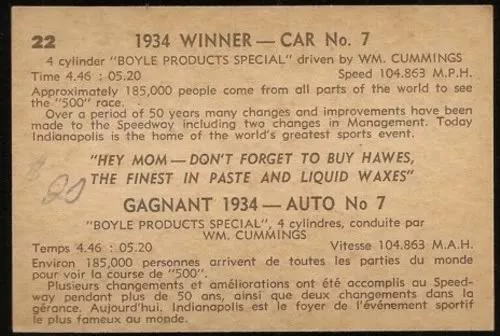 22
1934 WINNER — CAR No. 7
4 cylinder "BOYLE PRODUCTS SPECIAL" driven by WM. CUMMINGS
Time 4.46 : 05.20 Speed 104.863 M.P.H.
Approximately 185,000 people come from all parts of the world to see
the "500" race.
Over a period of 50 years many changes and improvements have been
made to the Speedway including two changes in Management. Today
Indianapolis is the home of the world's greatest sports event.
"HEY MOM — DON'T FORGET TO BUY HAWES,
THE FINEST IN PASTE AND LIQUID WAXES"
20
GAGNANT 1934 — AUTO No 7
"BOYLE PRODUCTS SPECIAL", 4 cylindres, conduite par
WM. CUMMINGS
Temps 4.46 : 05.20 Vitesse 104.863 M.A.H.
Environ 185,000 personnes arrivent de toutes les parties du monde
pour voir la course de "500".
Plusieurs changements et améliorations ont été accomplis au Speed-
way pendant plus de 50 ans, ainsi que deux changements dans la
gérance. Aujourd'hui. Indianapolis est le foyer de l'événement sportif
le plus fameux au monde.